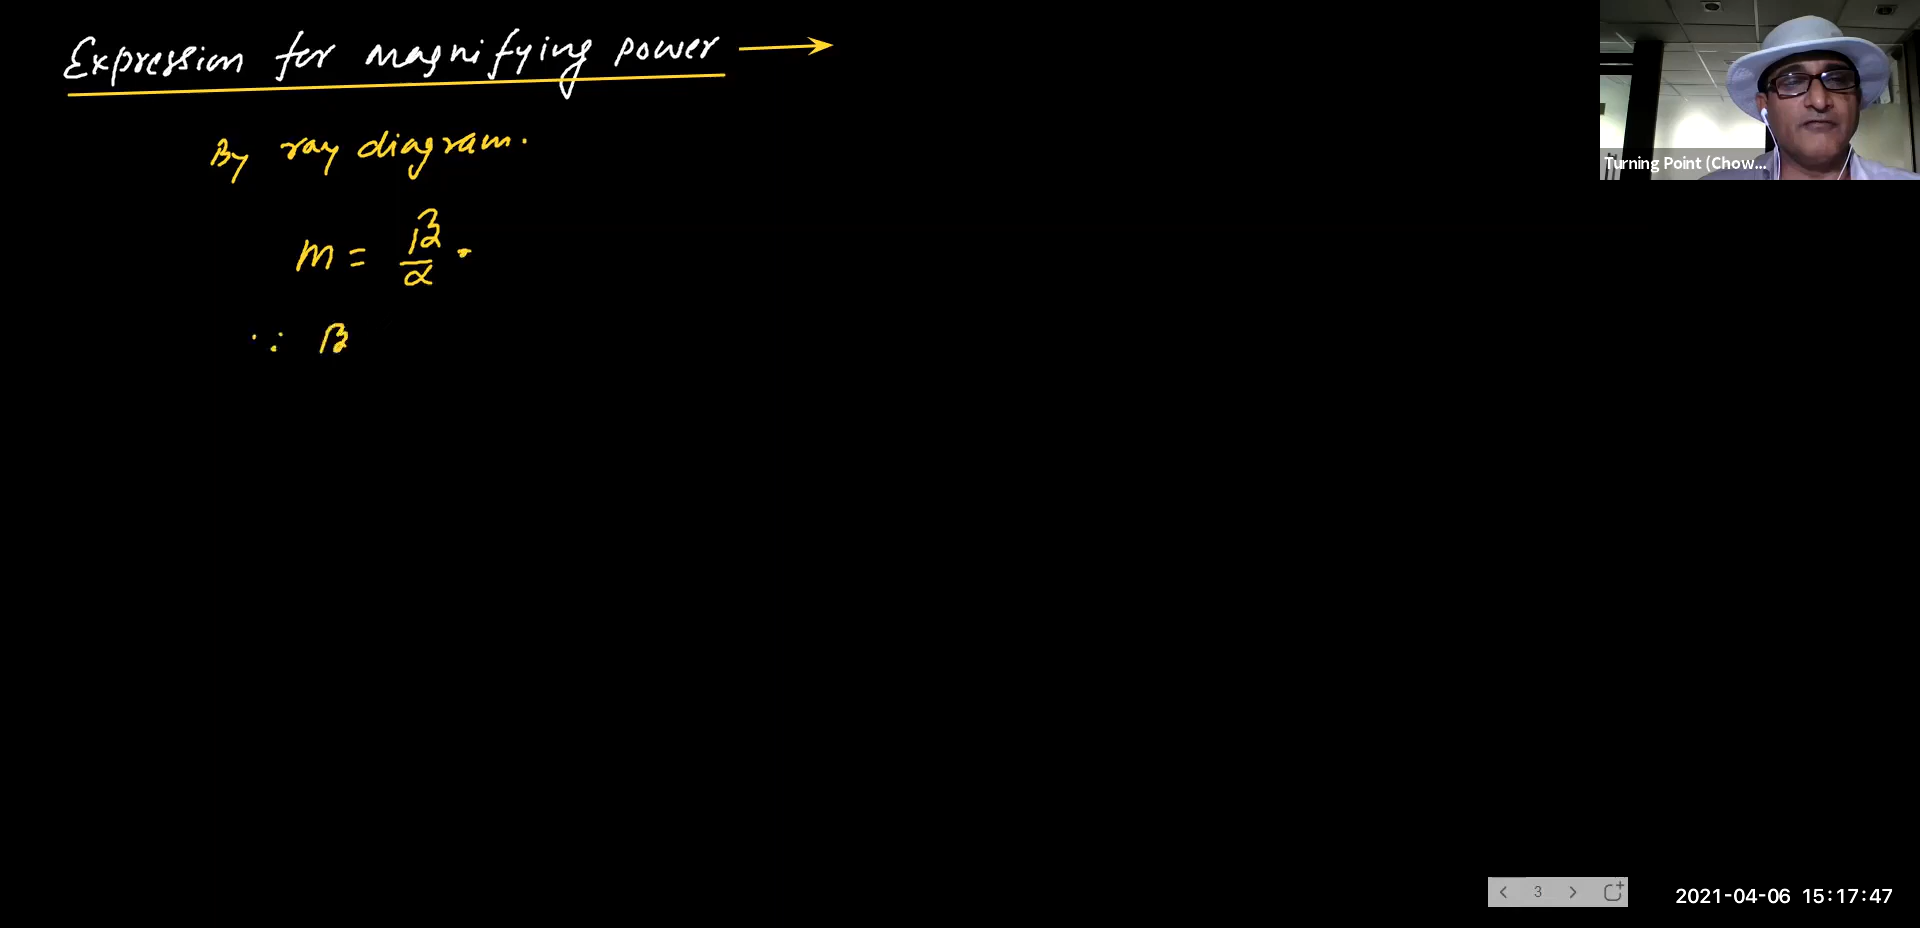 Expression for magnifying power →
By ray diagram.
m = β/α .
∵ β
Turning Point (Chow...
3
2021-04-06 15:17:47